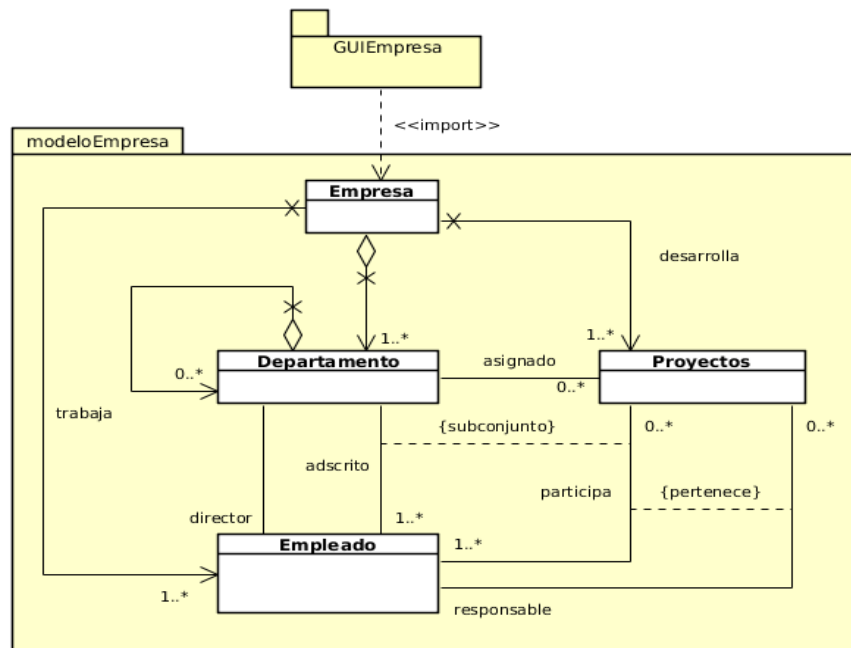 GUIEmpresa
<<import>>
modeloEmpresa
Empresa
desarrolla
1..*
1..*
Departamento
asignado
Proyectos
0..*
0..*
trabaja
{subconjunto}
0..*
0..*
adscrito
participa
{pertenece}
director
1..*
Empleado
1..*
1..*
responsable